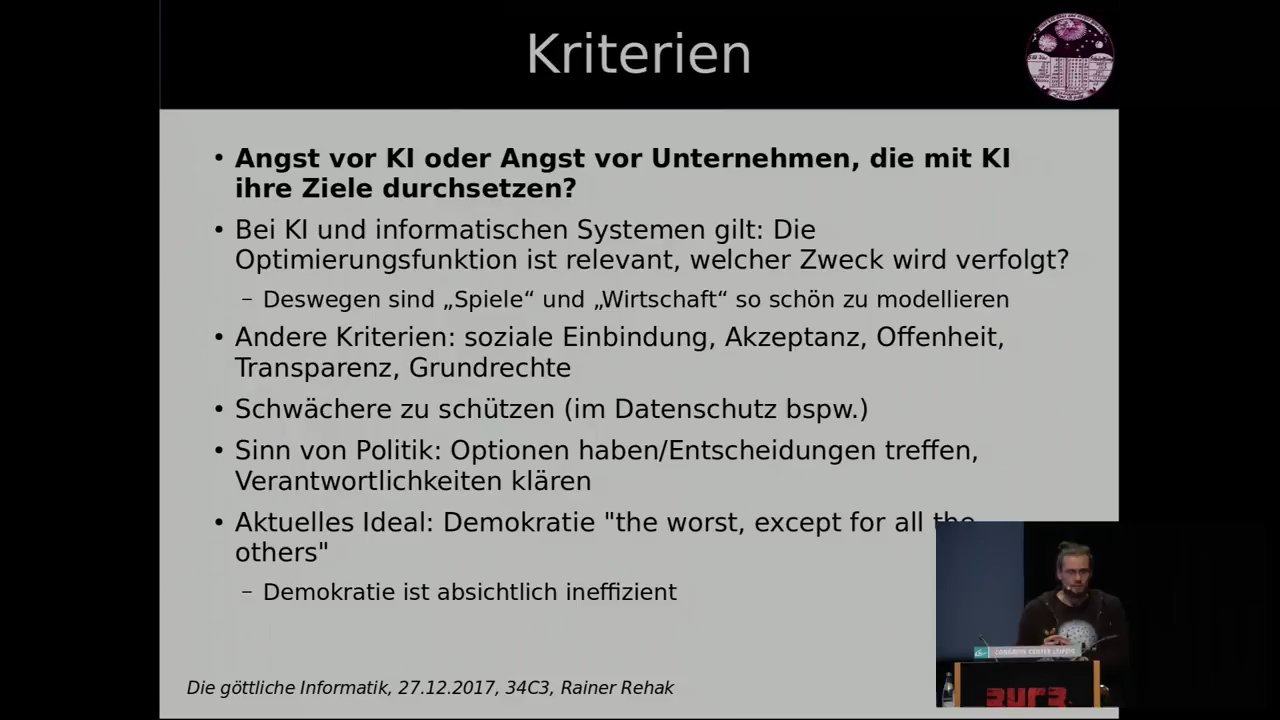 Kriterien
• Angst vor KI oder Angst vor Unternehmen, die mit KI
ihre Ziele durchsetzen?
• Bei KI und informatischen Systemen gilt: Die
Optimierungsfunktion ist relevant, welcher Zweck wird verfolgt?
– Deswegen sind „Spiele“ und „Wirtschaft“ so schön zu modellieren
• Andere Kriterien: soziale Einbindung, Akzeptanz, Offenheit,
Transparenz, Grundrechte
• Schwächere zu schützen (im Datenschutz bspw.)
• Sinn von Politik: Optionen haben/Entscheidungen treffen,
Verantwortlichkeiten klären
• Aktuelles Ideal: Demokratie "the worst, except for all the
others"
– Demokratie ist absichtlich ineffizient
CONGRESS CENTER LEIPZIG
Die göttliche Informatik, 27.12.2017, 34C3, Rainer Rehak